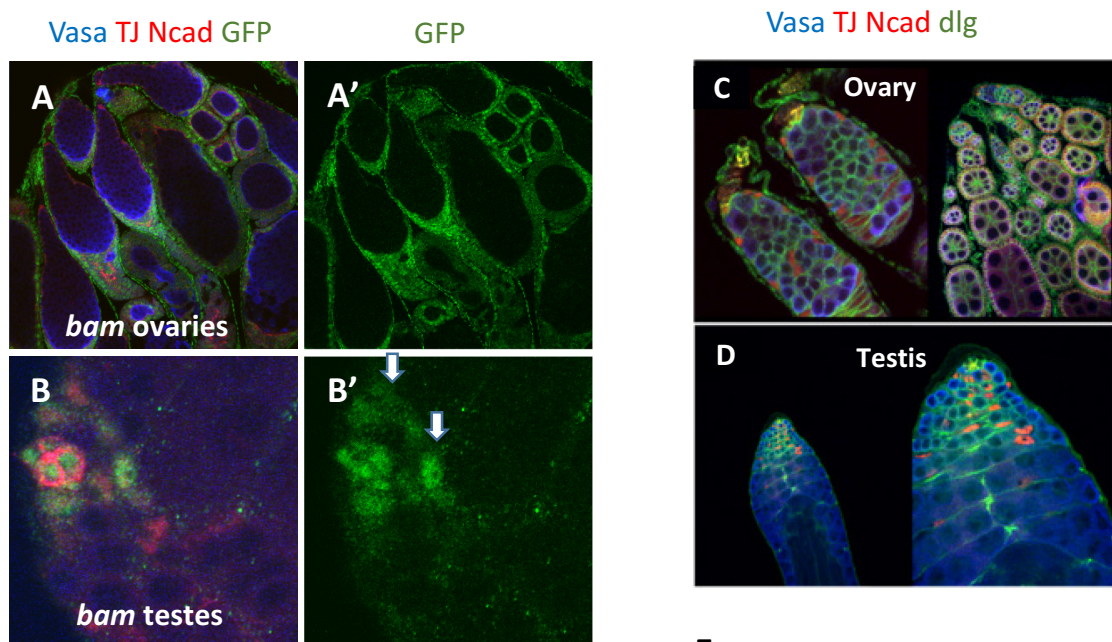 Vasa TJ Ncad GFP
GFP
A
A’
bam ovaries
B
B’
bam testes
Vasa TJ Ncad dlg
C
Ovary
D
Testis